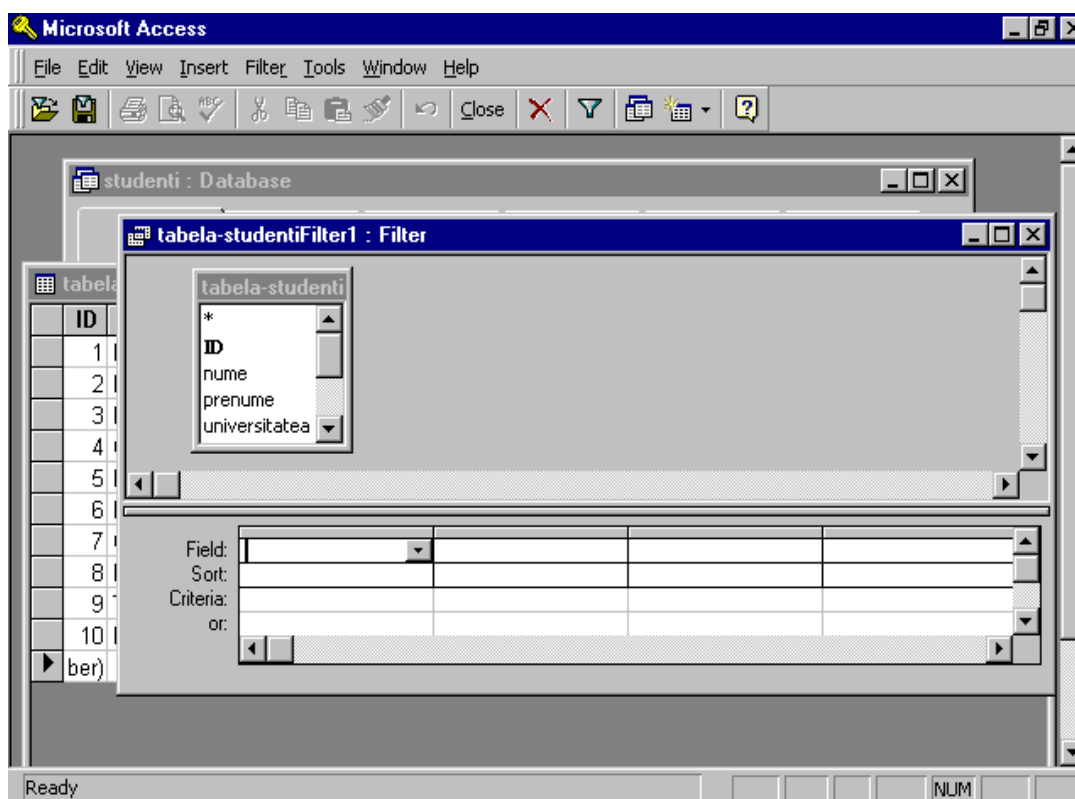 Microsoft Access
File Edit View Insert Filter Tools Window Help
ABC Close
studenti : Database
tabela-studentiFilter1 : Filter
tabela-studenti
*
ID
nume
prenume
universitatea
ID
1
2
3
4
5
6
7
8
9
10
ber)
Field:
Sort:
Criteria:
or:
Ready NUM